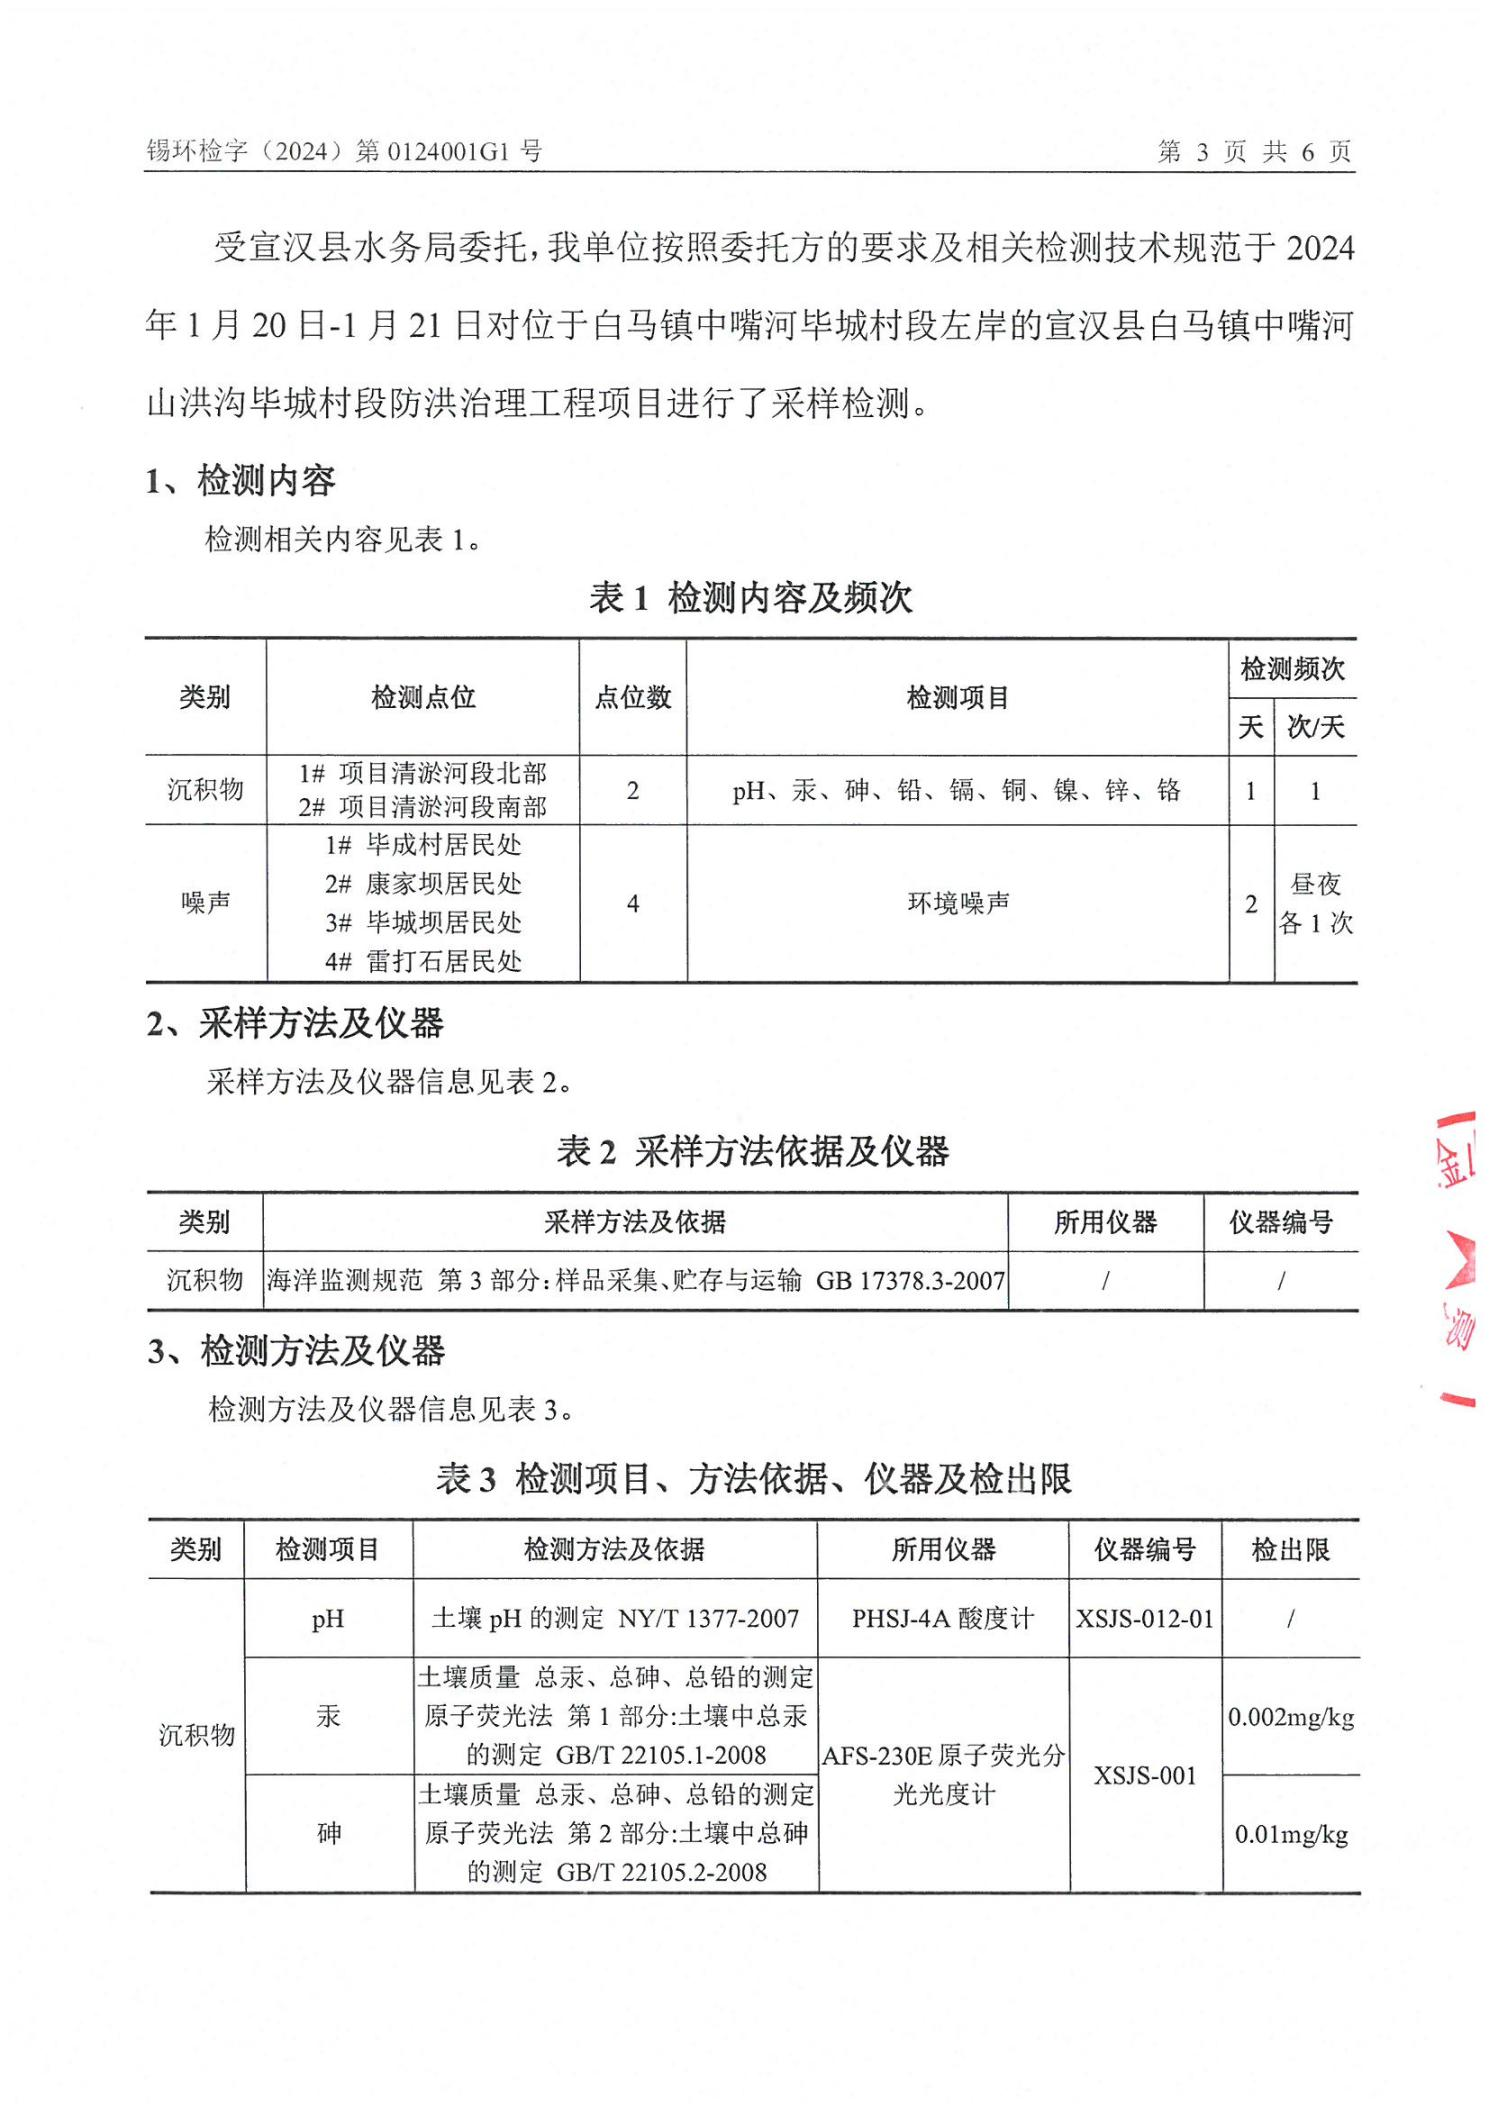 锡环检字（2024）第 0124001G1 号 第 3 页 共 6 页
受宣汉县水务局委托，我单位按照委托方的要求及相关检测技术规范于 2024
年 1 月 20 日-1 月 21 日对位于白马镇中嘴河毕城村段左岸的宣汉县白马镇中嘴河
山洪沟毕城村段防洪治理工程项目进行了采样检测。
1、检测内容
检测相关内容见表 1。
表 1 检测内容及频次
类别 检测点位 点位数 检测项目 检测频次
天 次/天
沉积物 1# 项目清淤河段北部 2 pH、汞、砷、铅、镉、铜、镍、锌、铬 1 1
2# 项目清淤河段南部
噪声 1# 毕成村居民处 4 环境噪声 2 昼夜
2# 康家坝居民处 各 1 次
3# 毕城坝居民处
4# 雷打石居民处
2、采样方法及仪器
采样方法及仪器信息见表 2。
表 2 采样方法依据及仪器
类别 采样方法及依据 所用仪器 仪器编号
沉积物 海洋监测规范 第 3 部分：样品采集、贮存与运输 GB 17378.3-2007 / /
3、检测方法及仪器
检测方法及仪器信息见表 3。
表 3 检测项目、方法依据、仪器及检出限
类别 检测项目 检测方法及依据 所用仪器 仪器编号 检出限
沉积物 pH 土壤 pH 的测定 NY/T 1377-2007 PHSJ-4A 酸度计 XSJS-012-01 /
汞 土壤质量 总汞、总砷、总铅的测定
原子荧光法 第 1 部分:土壤中总汞
的测定 GB/T 22105.1-2008 AFS-230E 原子荧光分
光光度计 XSJS-001 0.002mg/kg
砷 土壤质量 总汞、总砷、总铅的测定
原子荧光法 第 2 部分:土壤中总砷
的测定 GB/T 22105.2-2008 0.01mg/kg
测